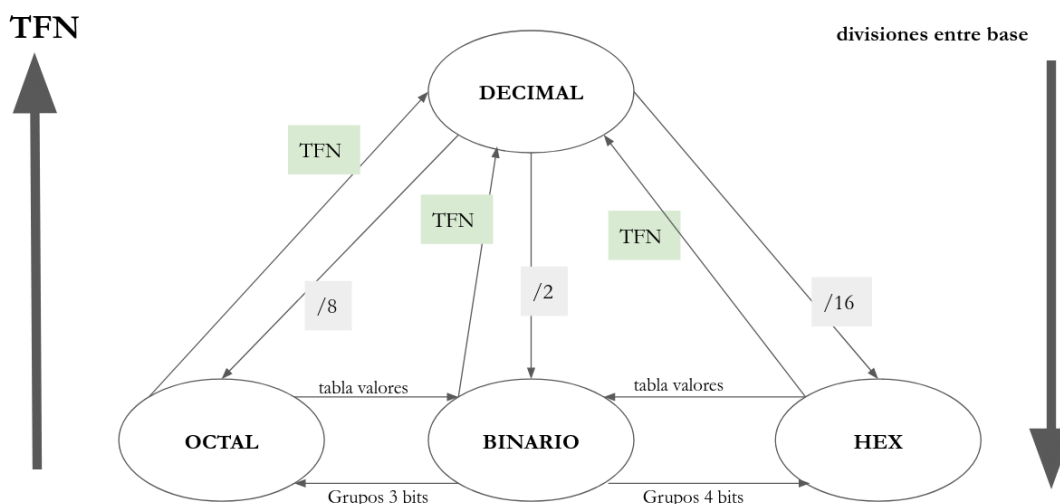 TFN
divisiones entre base
DECIMAL
TFN
TFN
TFN
/8
/2
/16
tabla valores
tabla valores
OCTAL
BINARIO
HEX
Grupos 3 bits
Grupos 4 bits